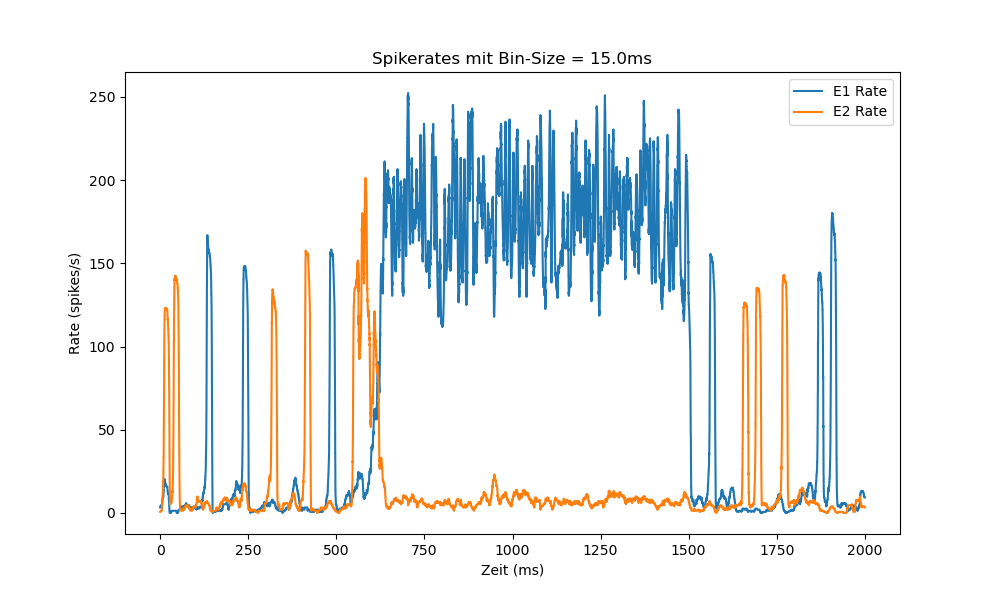 Spikerates mit Bin-Size = 15.0ms
E1 Rate
E2 Rate
Rate (spikes/s)
250
200
150
100
50
0
0 250 500 750 1000 1250 1500 1750 2000
Zeit (ms)